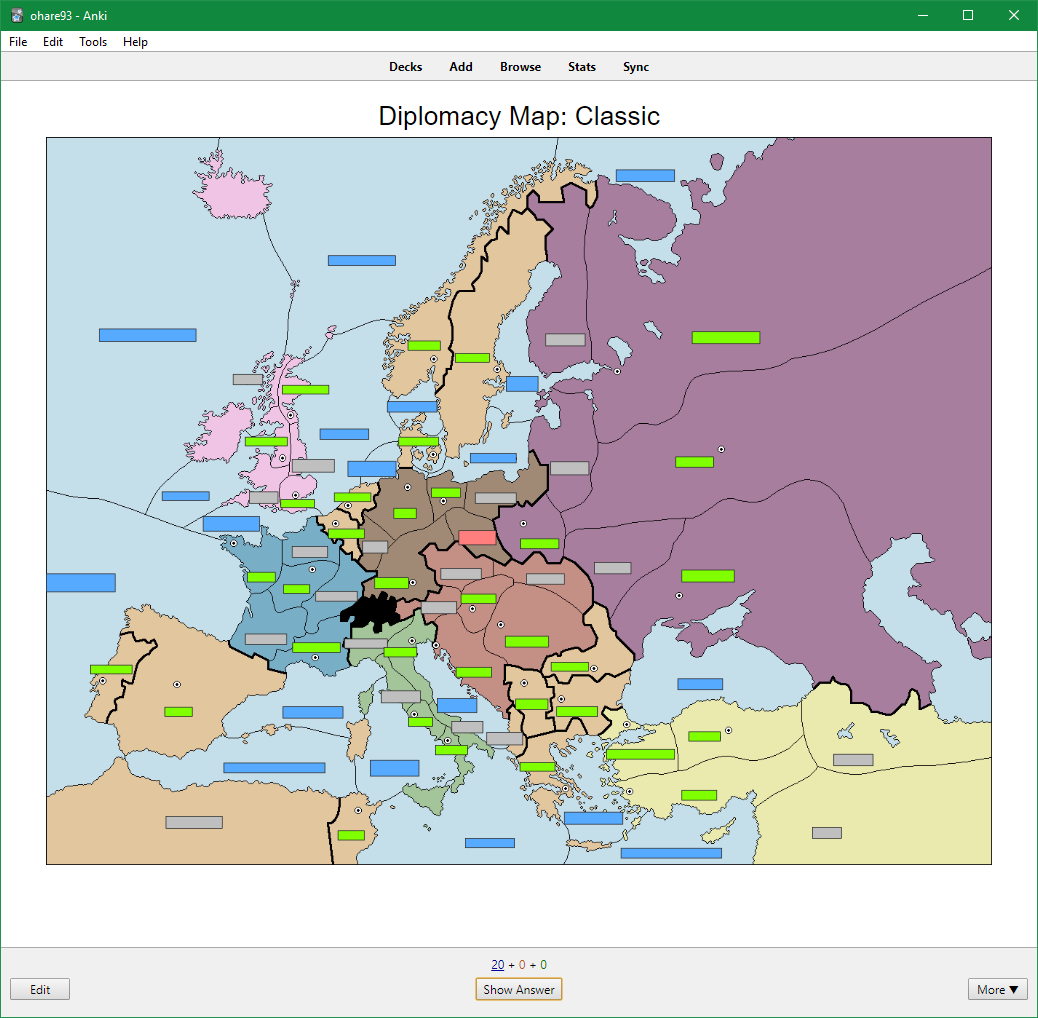 ohare93 - Anki
File Edit Tools Help
Decks Add Browse Stats Sync
Diplomacy Map: Classic
20 + 0 + 0
Edit Show Answer More ▼